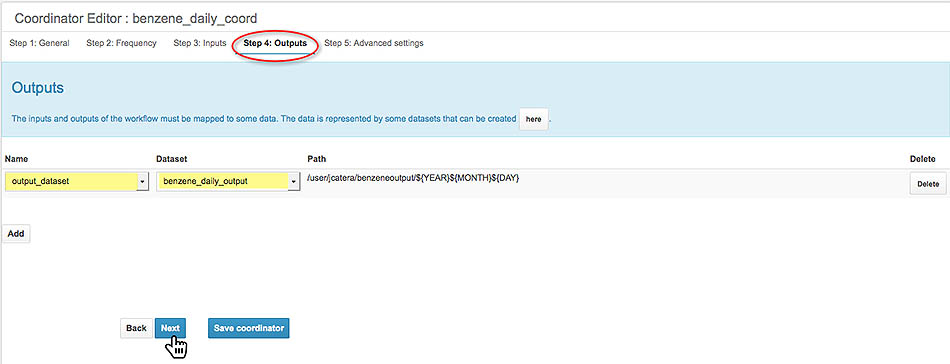 Coordinator Editor : benzene_daily_coord
Step 1: General Step 2: Frequency Step 3: Inputs Step 4: Outputs Step 5: Advanced settings
Outputs
The inputs and outputs of the workflow must be mapped to some data. The data is represented by some datasets that can be created here .
Name Dataset Path Delete
output_dataset benzene_daily_output /user/jcatera/benzeneoutput/${YEAR}${MONTH}${DAY} Delete
Add
Back Next Save coordinator